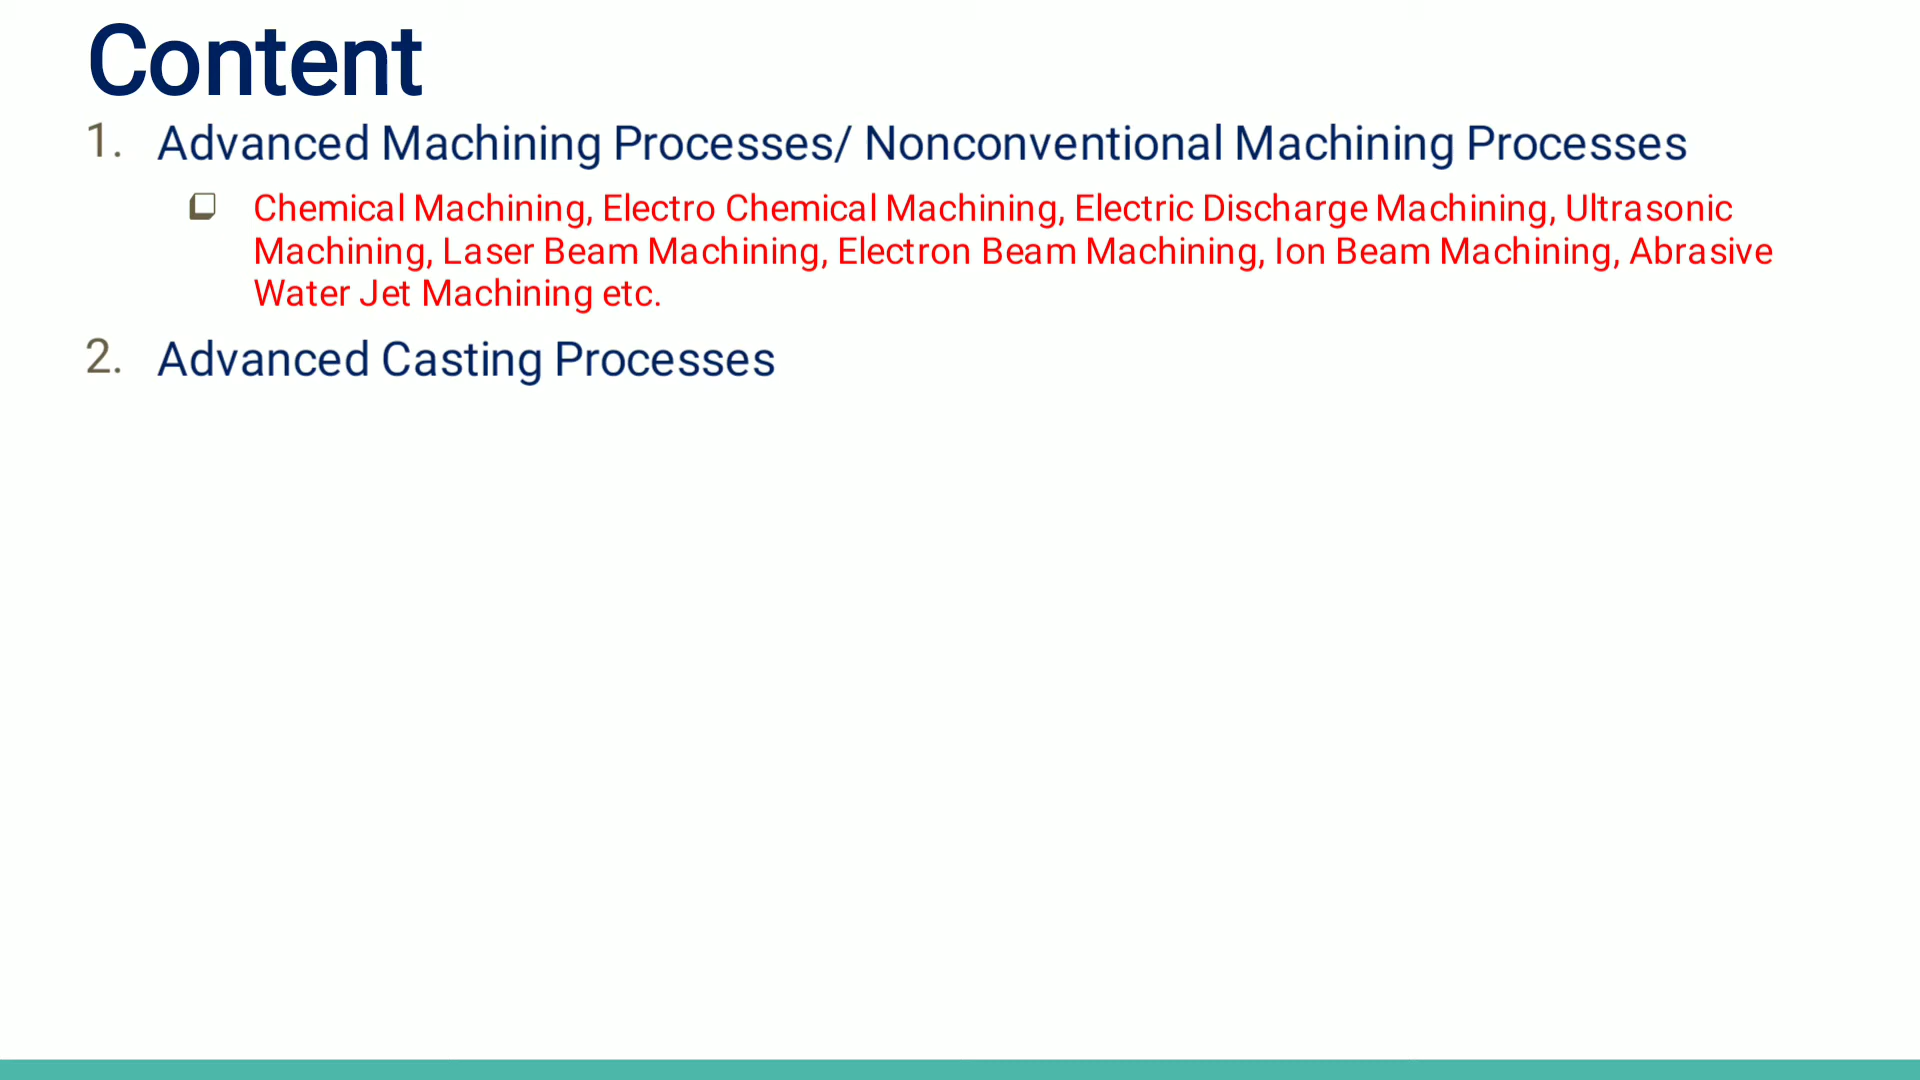 Content
1. Advanced Machining Processes/ Nonconventional Machining Processes
Chemical Machining, Electro Chemical Machining, Electric Discharge Machining, Ultrasonic
Machining, Laser Beam Machining, Electron Beam Machining, Ion Beam Machining, Abrasive
Water Jet Machining etc.
2. Advanced Casting Processes